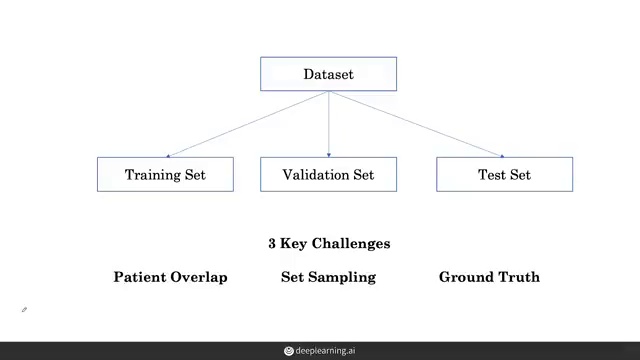 Dataset
Training Set
Validation Set
Test Set
3 Key Challenges
Patient Overlap
Set Sampling
Ground Truth
deeplearning.ai